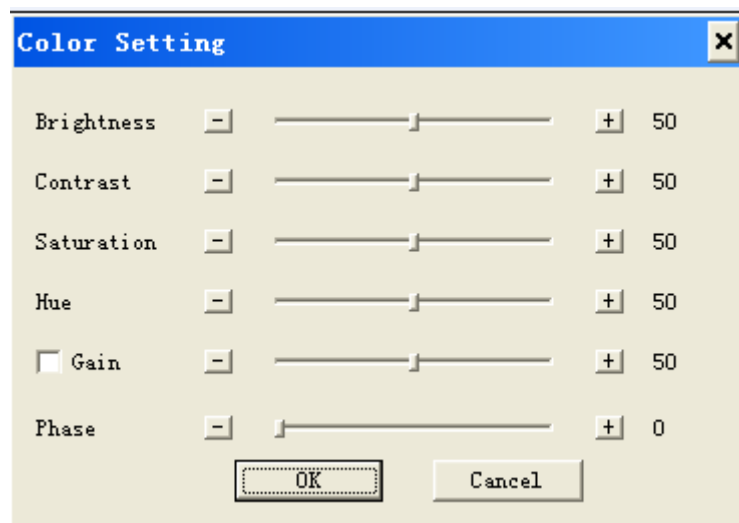 Color Setting
Brightness - + 50
Contrast - + 50
Saturation - + 50
Hue - + 50
Gain - + 50
Phase - + 0
OK Cancel